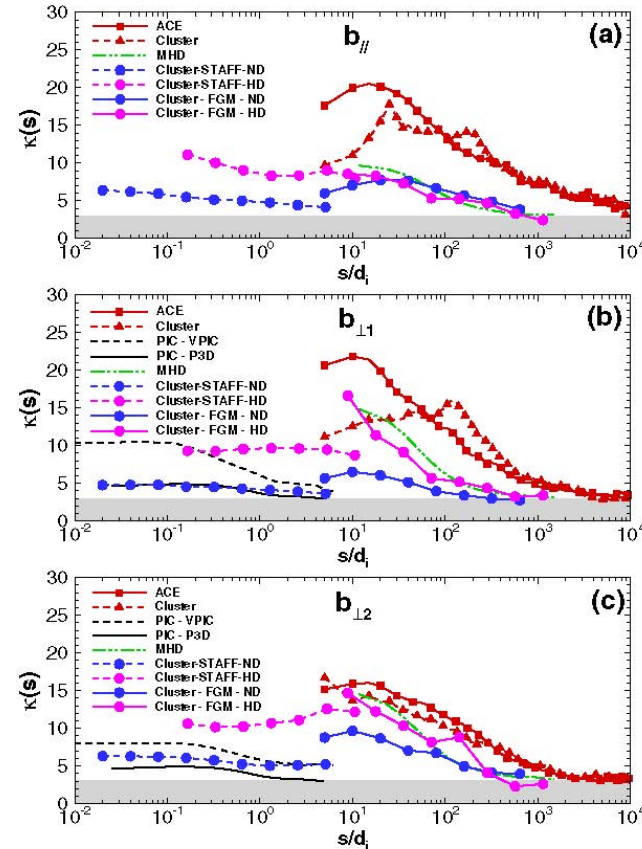 30
25
20
15
10
5
0
κ(s)
ACE
Cluster
MHD
Cluster-STAFF-ND
Cluster-STAFF-HD
Cluster - FGM - ND
Cluster - FGM - HD
b//
(a)
10-2 10-1 100 101 102 103 104
s/di
30
25
20
15
10
5
0
κ(s)
ACE
Cluster
PIC - VPIC
PIC - P3D
MHD
Cluster-STAFF-ND
Cluster-STAFF-HD
Cluster - FGM - ND
Cluster - FGM - HD
b⊥1
(b)
10-2 10-1 100 101 102 103 104
s/di
30
25
20
15
10
5
0
κ(s)
ACE
Cluster
PIC - VPIC
PIC - P3D
MHD
Cluster-STAFF-ND
Cluster-STAFF-HD
Cluster - FGM - ND
Cluster - FGM - HD
b⊥2
(c)
10-2 10-1 100 101 102 103 104
s/di